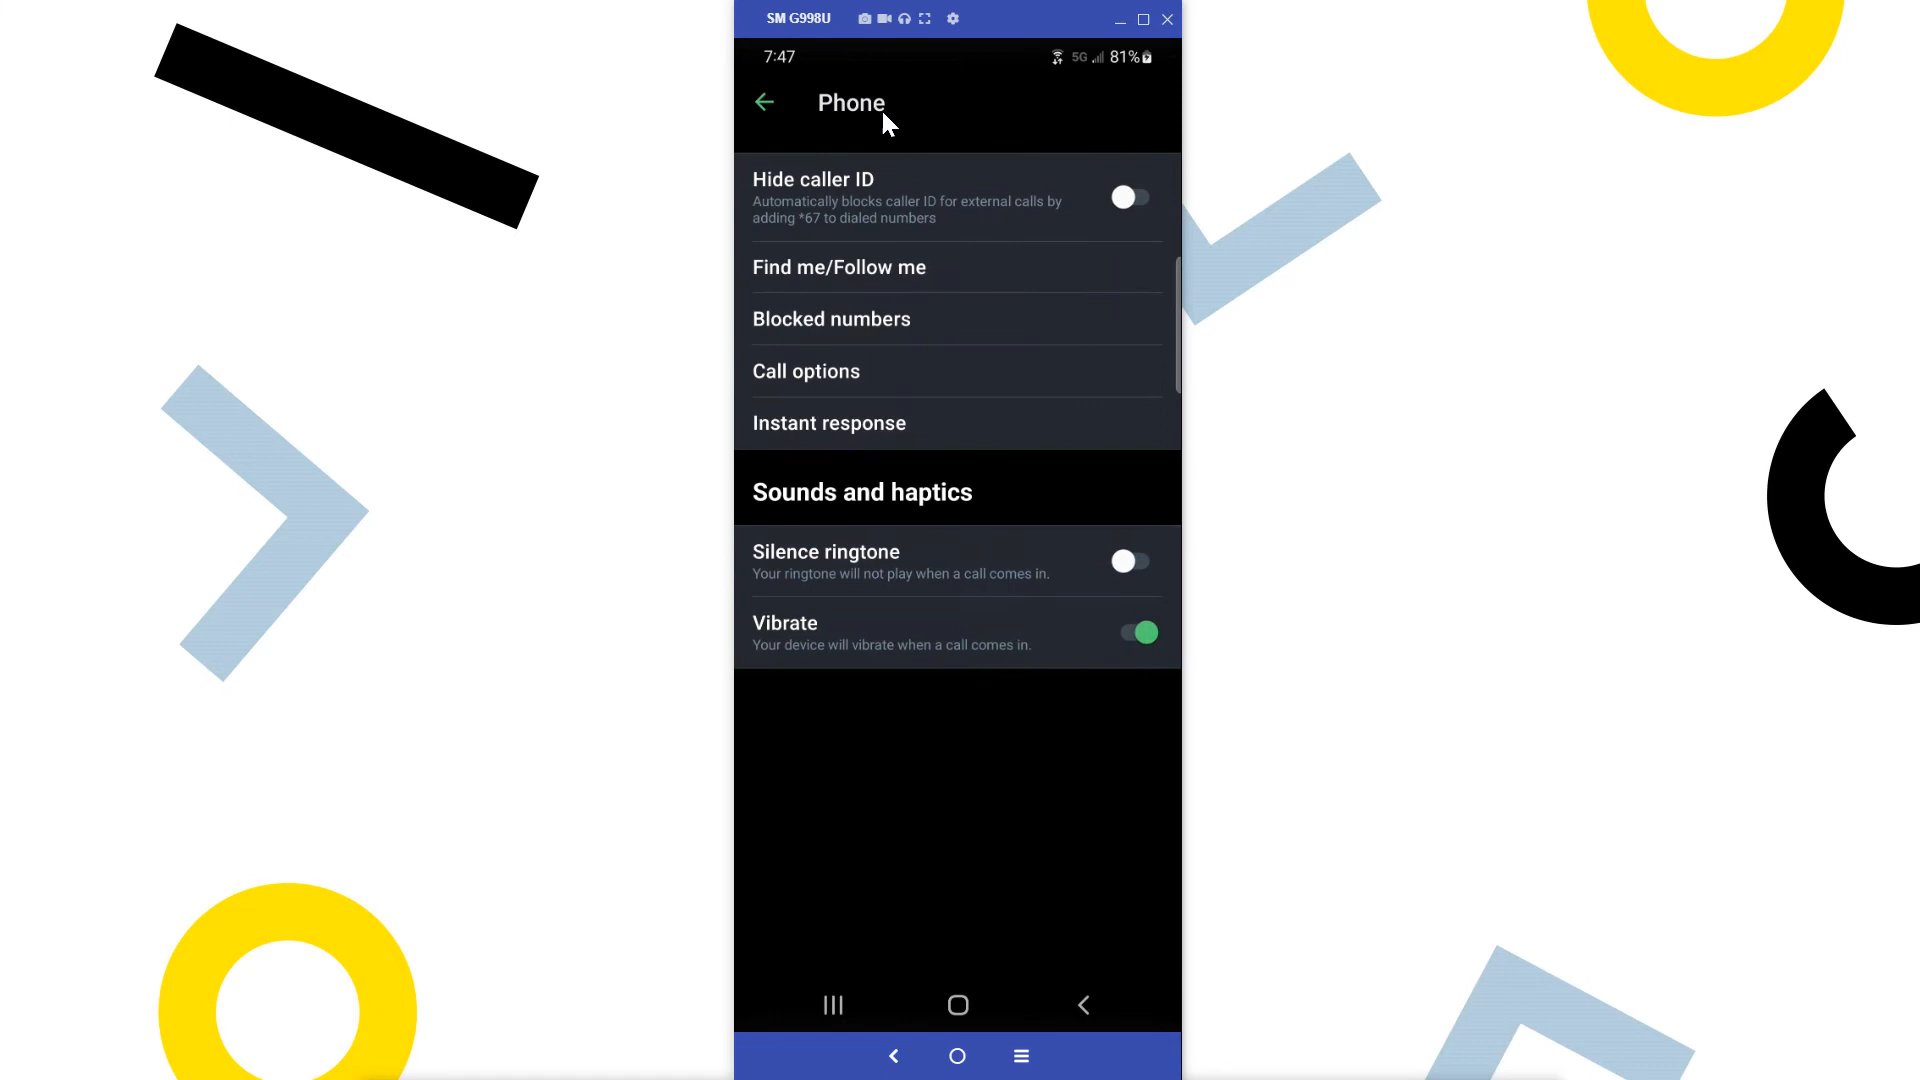 SM G998U
7:47
5G 81%
Phone
Hide caller ID
Automatically blocks caller ID for external calls by
adding *67 to dialed numbers
Find me/Follow me
Blocked numbers
Call options
Instant response
Sounds and haptics
Silence ringtone
Your ringtone will not play when a call comes in.
Vibrate
Your device will vibrate when a call comes in.